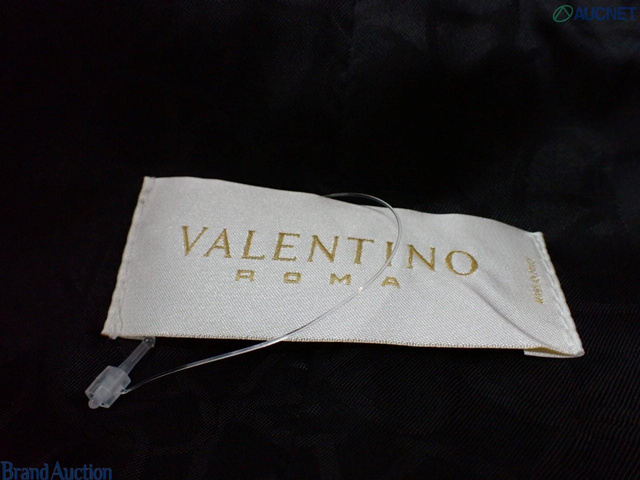 AUCNET
VALENTINO
ROMA
Brand Auction